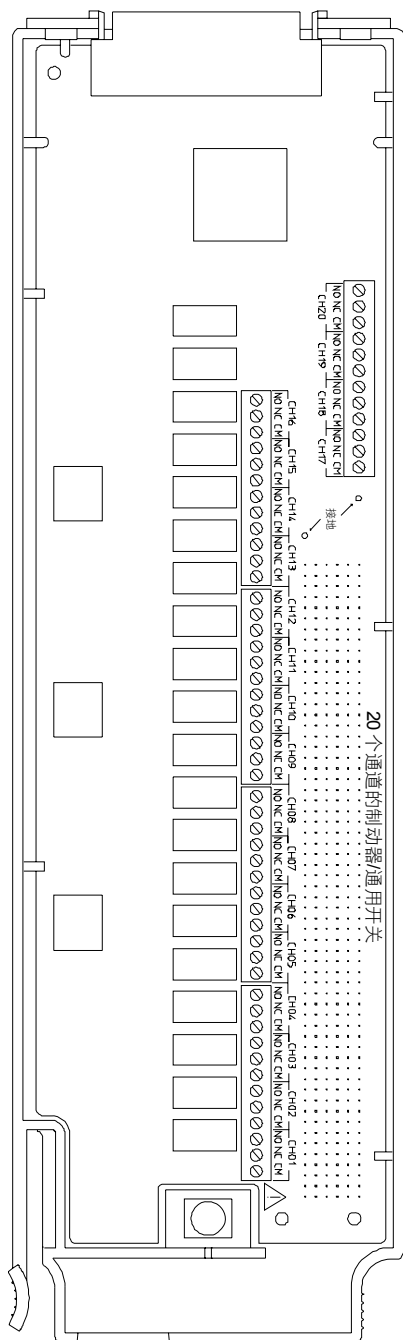 20 个通道的制动器/通用开关
NO NC CM NO NC CM NO NC CM NO NC CM
CH20 CH19 CH18 CH17
接地
CH16 CH15 CH14 CH13 CH12 CH11 CH10 CH09 CH08 CH07 CH06 CH05 CH04 CH03 CH02 CH01
NO NC CM NO NC CM NO NC CM NO NC CM NO NC CM NO NC CM NO NC CM NO NC CM NO NC CM NO NC CM NO NC CM NO NC CM NO NC CM NO NC CM NO NC CM NO NC CM